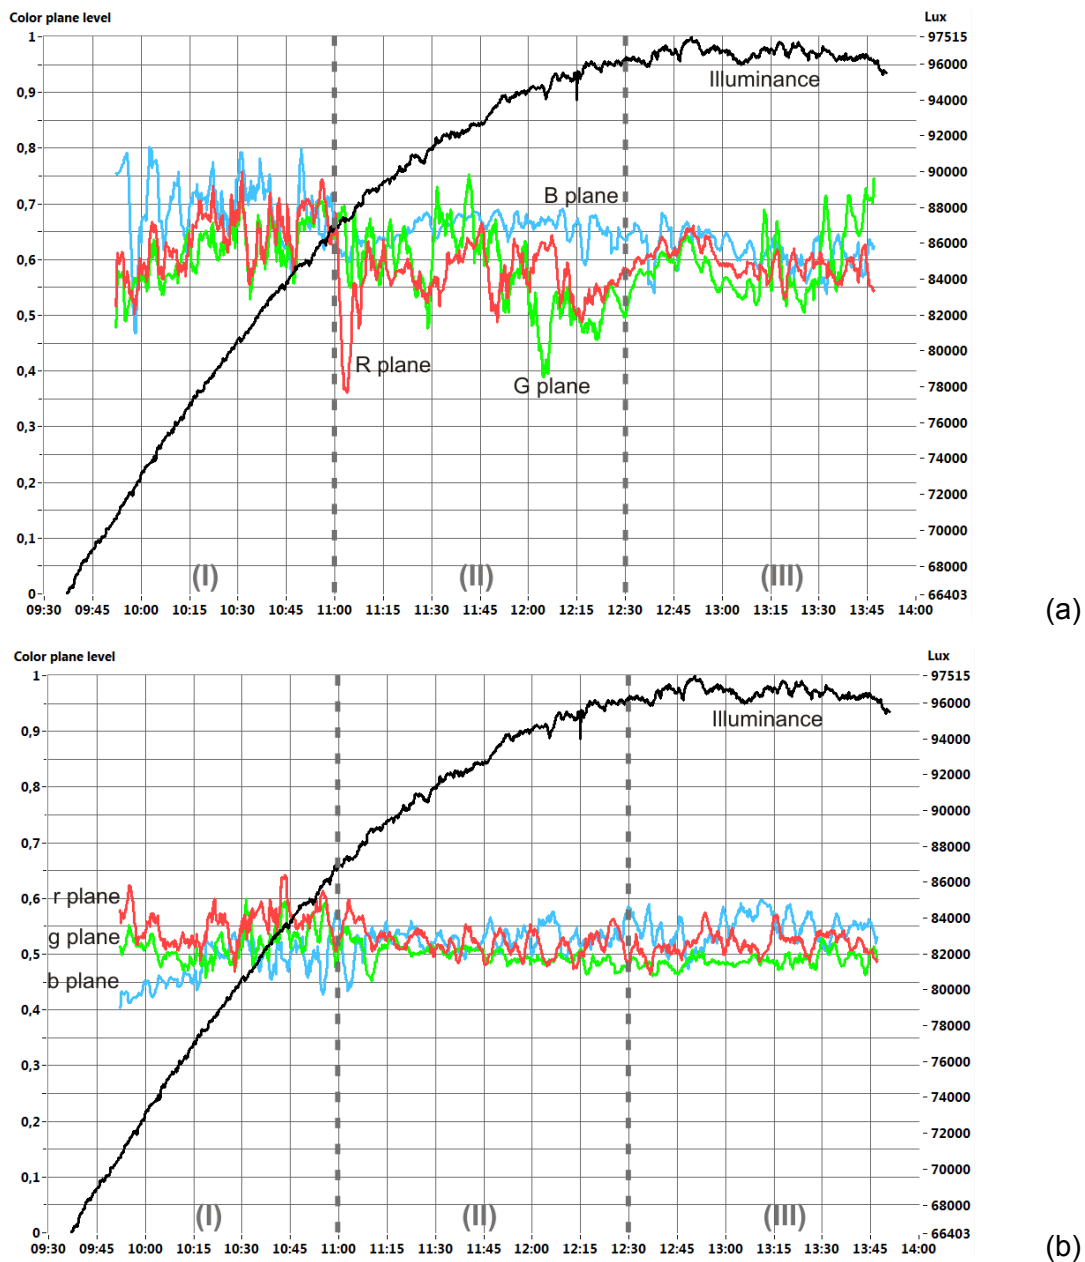 Color plane level
Lux
1
0,9
0,8
0,7
0,6
0,5
0,4
0,3
0,2
0,1
0
97515
96000
94000
92000
90000
88000
86000
84000
82000
80000
78000
76000
74000
72000
70000
68000
66403
Illuminance
B plane
R plane
G plane
(I)
(II)
(III)
09:30 09:45 10:00 10:15 10:30 10:45 11:00 11:15 11:30 11:45 12:00 12:15 12:30 12:45 13:00 13:15 13:30 13:45 14:00
(a)
Color plane level
Lux
1
0,9
0,8
0,7
0,6
0,5
0,4
0,3
0,2
0,1
0
97515
96000
94000
92000
90000
88000
86000
84000
82000
80000
78000
76000
74000
72000
70000
68000
66403
Illuminance
r plane
g plane
b plane
(I)
(II)
(III)
09:30 09:45 10:00 10:15 10:30 10:45 11:00 11:15 11:30 11:45 12:00 12:15 12:30 12:45 13:00 13:15 13:30 13:45 14:00
(b)